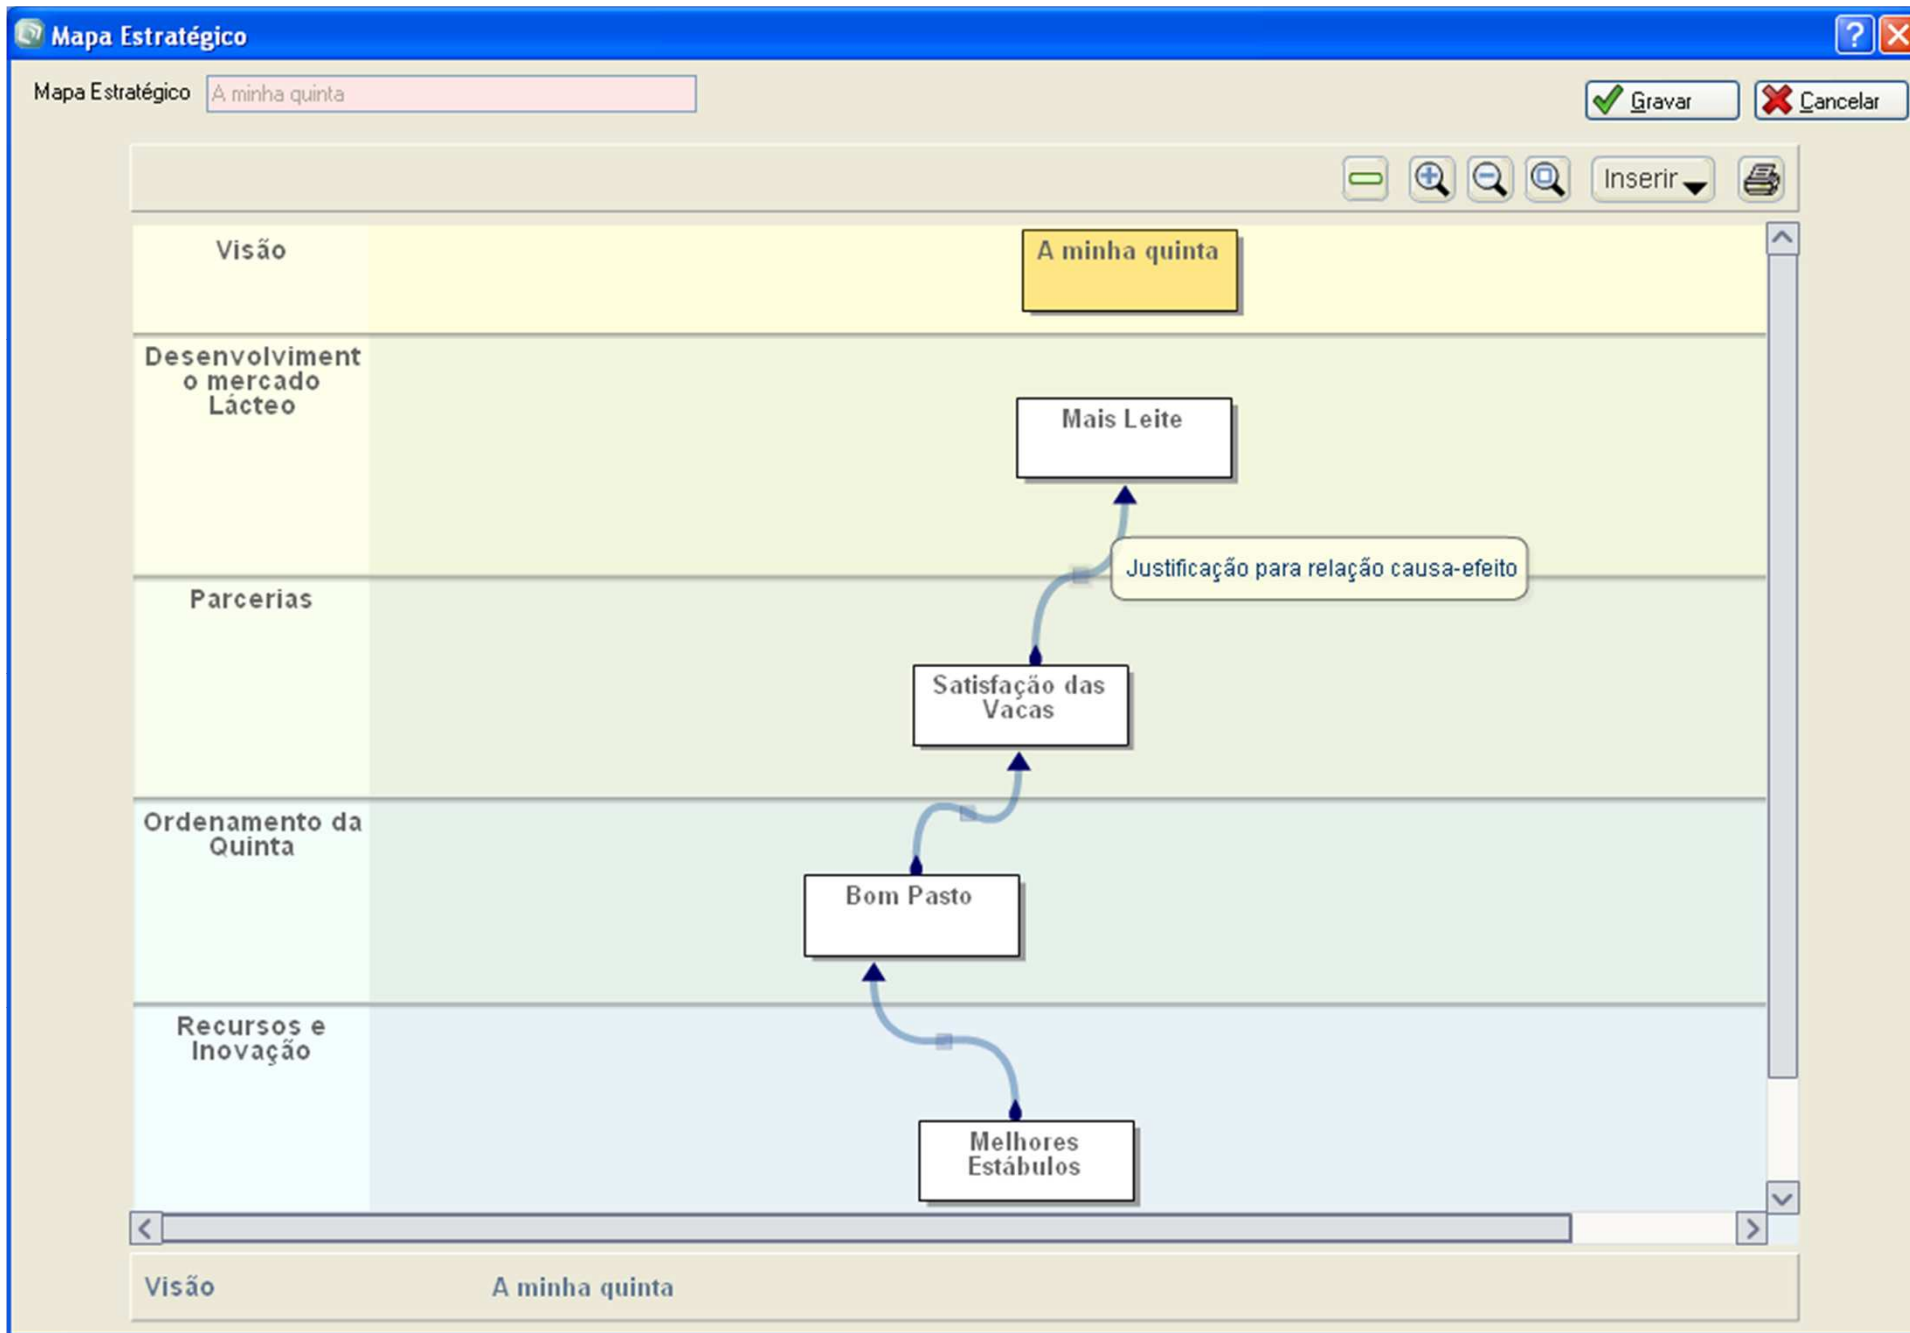 Mapa Estratégico
?
Mapa Estratégico A minha quinta
Gravar
Cancelar
Inserir
Visão
A minha quinta
Desenvolviment
o mercado
Lácteo
Mais Leite
Justificação para relação causa-efeito
Parcerias
Satisfação das
Vacas
Ordenamento da
Quinta
Bom Pasto
Recursos e
Inovação
Melhores
Estábulos
Visão A minha quinta